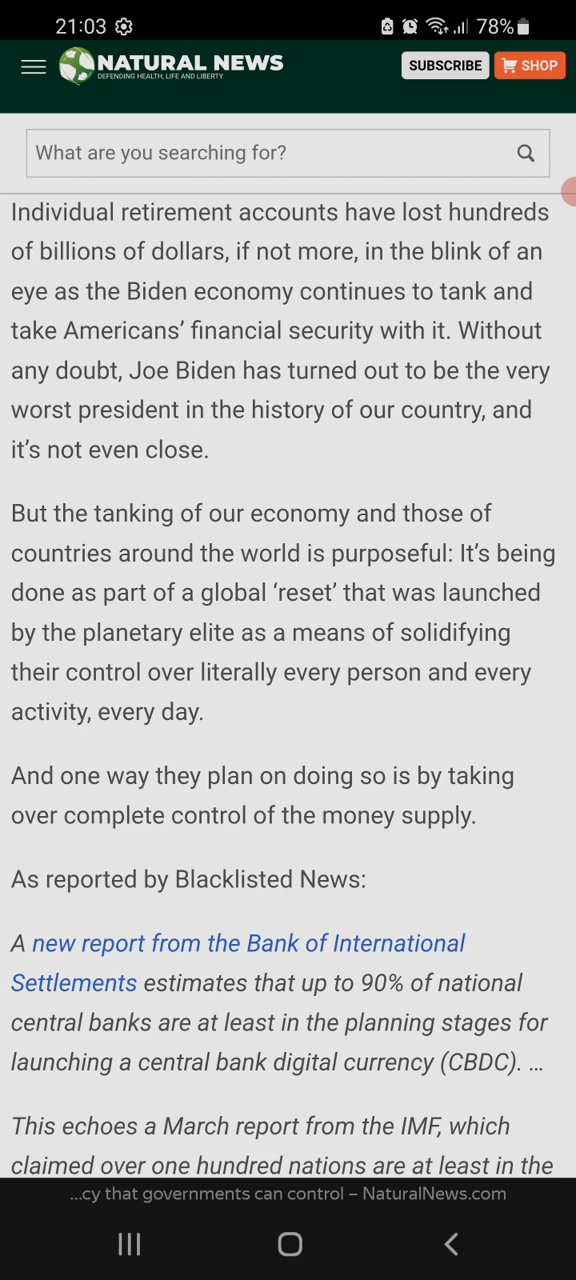 21:03
78%
NATURAL NEWS
DEFENDING HEALTH, LIFE AND LIBERTY
SUBSCRIBE
SHOP
What are you searching for?
Individual retirement accounts have lost hundreds
of billions of dollars, if not more, in the blink of an
eye as the Biden economy continues to tank and
take Americans’ financial security with it. Without
any doubt, Joe Biden has turned out to be the very
worst president in the history of our country, and
it’s not even close.
But the tanking of our economy and those of
countries around the world is purposeful: It’s being
done as part of a global ‘reset’ that was launched
by the planetary elite as a means of solidifying
their control over literally every person and every
activity, every day.
And one way they plan on doing so is by taking
over complete control of the money supply.
As reported by Blacklisted News:
A new report from the Bank of International
Settlements estimates that up to 90% of national
central banks are at least in the planning stages for
launching a central bank digital currency (CBDC). …
This echoes a March report from the IMF, which
claimed over one hundred nations are at least in the
...cy that governments can control – NaturalNews.com